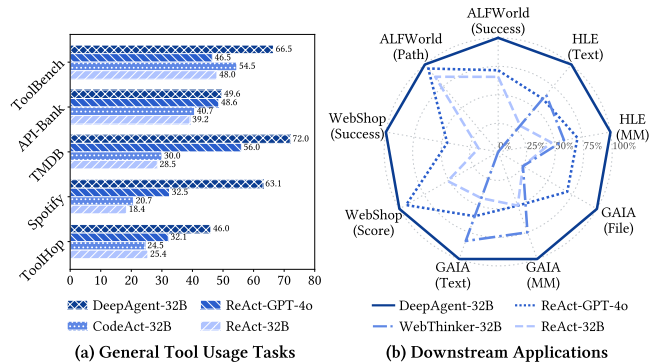 ToolBench
66.5
46.5
54.5
48.0
API-Bank
49.6
48.6
40.7
39.2
TMDB
72.0
56.0
30.0
28.5
Spotify
63.1
32.5
20.7
18.4
ToolHop
46.0
32.1
24.5
25.4
0 10 20 30 40 50 60 70 80
DeepAgent-32B
ReAct-GPT-4o
CodeAct-32B
ReAct-32B
(a) General Tool Usage Tasks
ALFWorld
(Success)
ALFWorld
(Path)
HLE
(Text)
WebShop
(Success)
HLE
(MM)
0% 25% 50% 75% 100%
WebShop
(Score)
GAIA
(File)
GAIA
(Text)
GAIA
(MM)
DeepAgent-32B
ReAct-GPT-4o
WebThinker-32B
ReAct-32B
(b) Downstream Applications